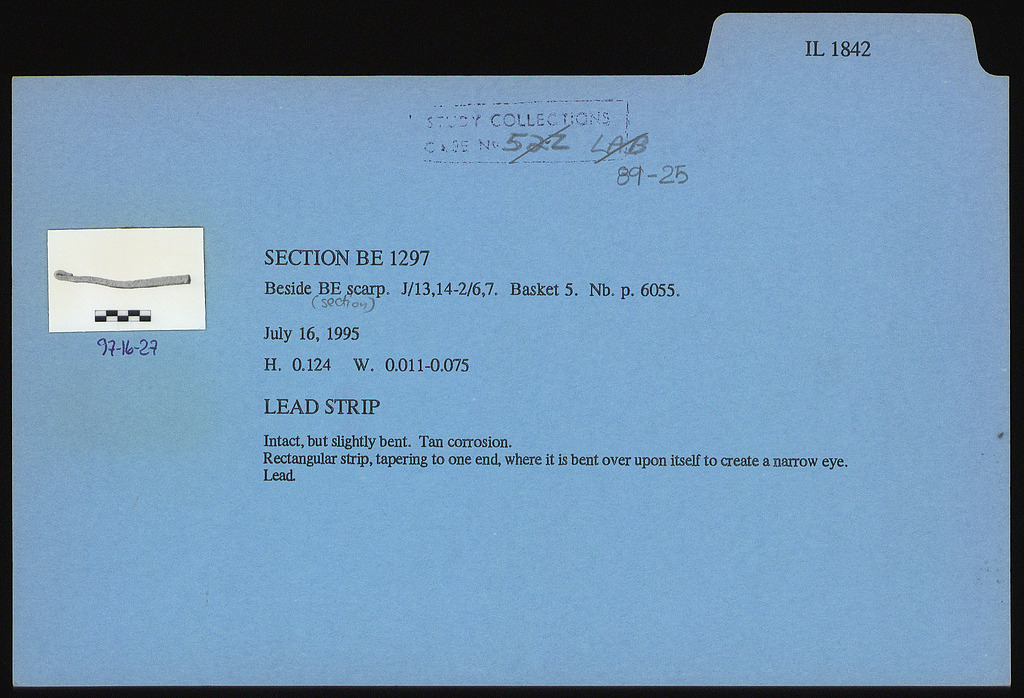 IL 1842
STUDY COLLECTIONS
CASE No 522 LAB
89-25
SECTION BE 1297
Beside BE scarp. J/13,14-2/6,7. Basket 5. Nb. p. 6055.
(section)
97-16-27
July 16, 1995
H. 0.124 W. 0.011-0.075
LEAD STRIP
Intact, but slightly bent. Tan corrosion.
Rectangular strip, tapering to one end, where it is bent over upon itself to create a narrow eye.
Lead.